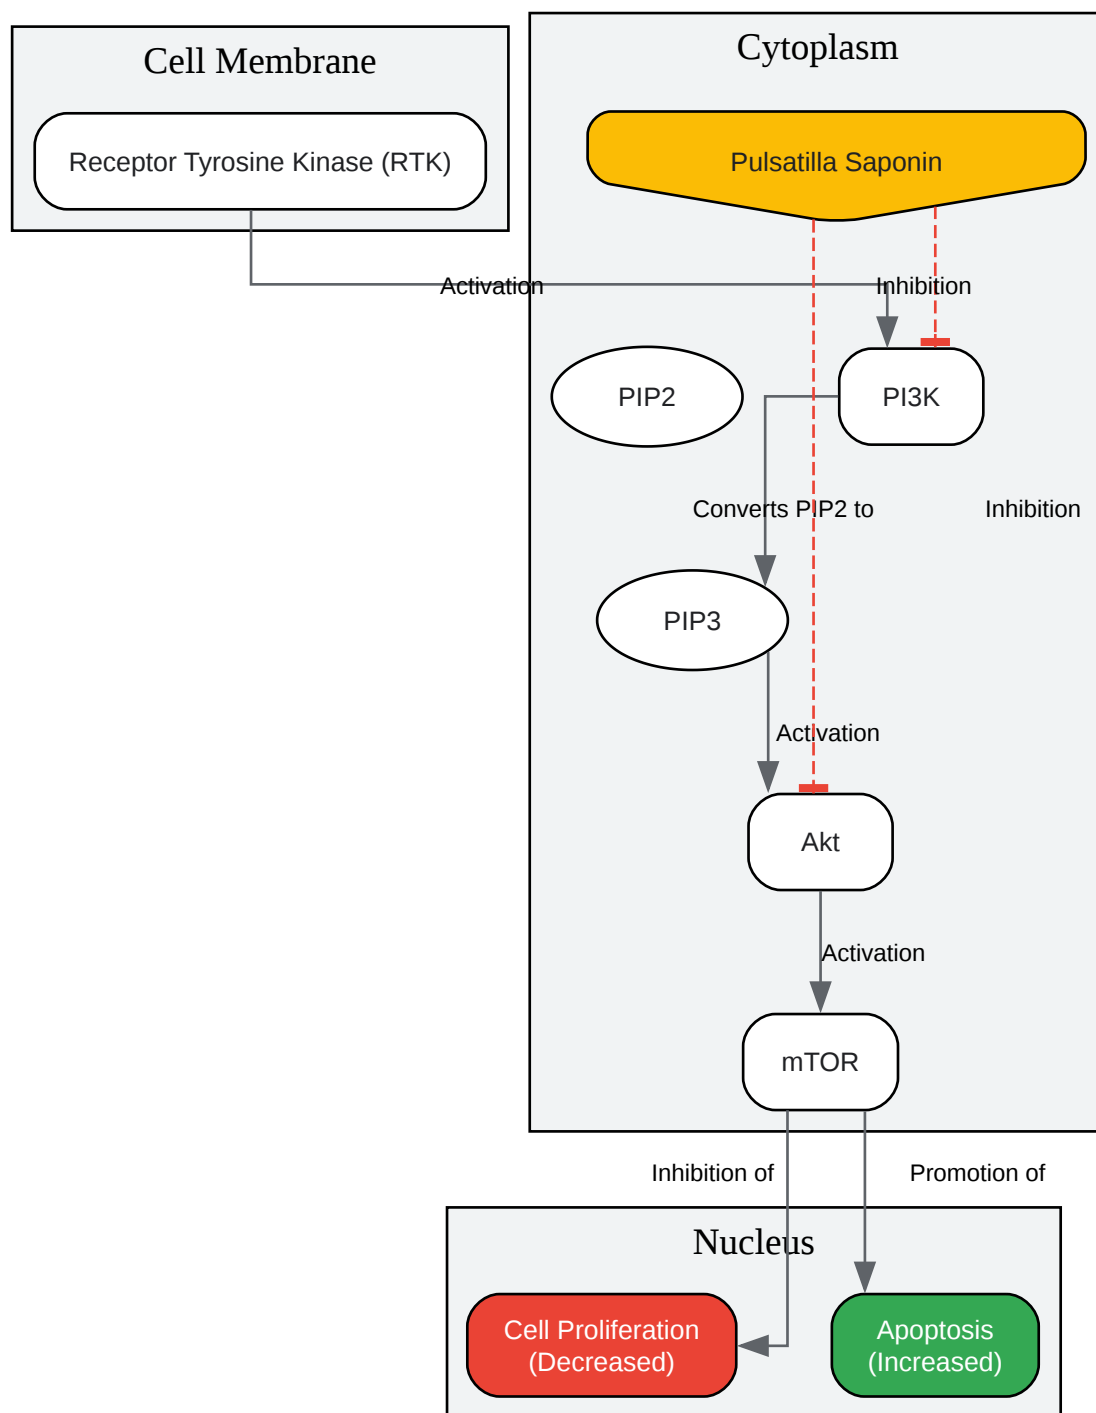 Cell Membrane
Cytoplasm
Receptor Tyrosine Kinase (RTK)
Pulsatilla Saponin
Activation
Inhibition
PIP2
PI3K
Converts PIP2 to
Inhibition
PIP3
Activation
Akt
Activation
mTOR
Inhibition of
Promotion of
Nucleus
Cell Proliferation
(Decreased)
Apoptosis
(Increased)